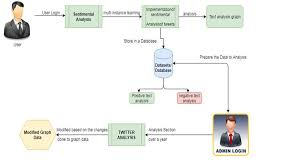 User Login
Sentimental
Analysis
multi instance learning
Implementation of
sentimental
Analysis of tweets
Text analysis graph
User
Store in a Database
Datasets/
Database
Prepare the Data to Analysis
Positive text
analysis
negative text
analysis
Modified Graph
Data
Modified based on the changes
done to graph data
TWITTER
ANALYSIS
Analysis Section
over a year
ADMIN LOGIN